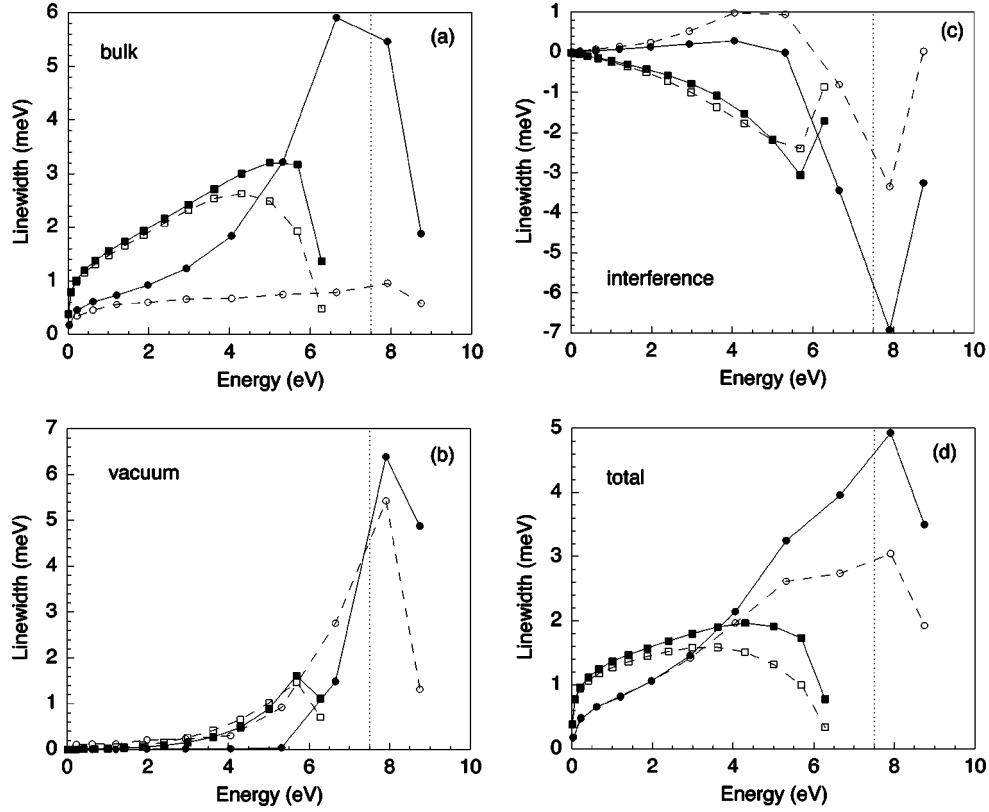 6
5
4
3
2
1
0
0 2 4 6 8 10
Linewidth (meV)
Energy (eV)
bulk
(a)
1
0
-1
-2
-3
-4
-5
-6
-7
0 2 4 6 8 10
Linewidth (meV)
Energy (eV)
interference
(c)
7
6
5
4
3
2
1
0
0 2 4 6 8 10
Linewidth (meV)
Energy (eV)
vacuum
(b)
5
4
3
2
1
0
0 2 4 6 8 10
Linewidth (meV)
Energy (eV)
total
(d)